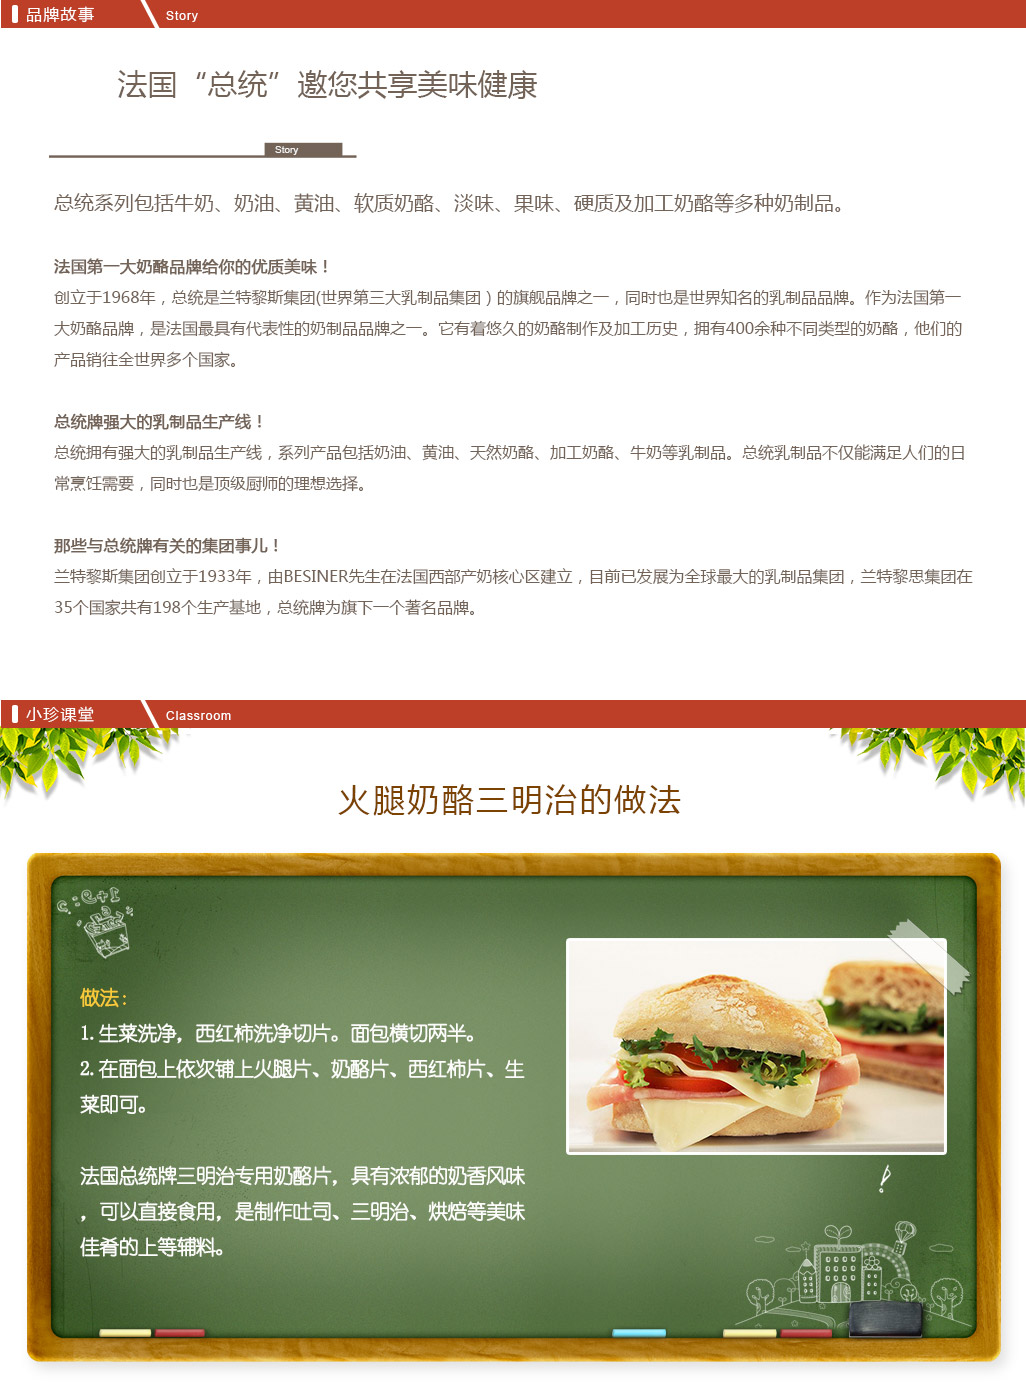 品牌故事
Story
法国“总统”邀您共享美味健康
Story
总统系列包括牛奶、奶油、黄油、软质奶酪、淡味、果味、硬质及加工奶酪等多种奶制品。
法国第一大奶酪品牌给你的优质美味！
创立于1968年，总统是兰特黎斯集团(世界第三大乳制品集团）的旗舰品牌之一，同时也是世界知名的乳制品品牌。作为法国第一
大奶酪品牌，是法国最具有代表性的奶制品品牌之一。它有着悠久的奶酪制作及加工历史，拥有400余种不同类型的奶酪，他们的
产品销往全世界多个国家。
总统牌强大的乳制品生产线！
总统拥有强大的乳制品生产线，系列产品包括奶油、黄油、天然奶酪、加工奶酪、牛奶等乳制品。总统乳制品不仅能满足人们的日
常烹饪需要，同时也是顶级厨师的理想选择。
那些与总统牌有关的集团事儿！
兰特黎斯集团创立于1933年，由BESINER先生在法国西部产奶核心区建立，目前已发展为全球最大的乳制品集团，兰特黎思集团在
35个国家共有198个生产基地，总统牌为旗下一个著名品牌。
小珍课堂
Classroom
火腿奶酪三明治的做法
做法：
1. 生菜洗净，西红柿洗净切片。面包横切两半。
2. 在面包上依次铺上火腿片、奶酪片、西红柿片、生
菜即可。
法国总统牌三明治专用奶酪片，具有浓郁的奶香风味
，可以直接食用，是制作吐司、三明治、烘焙等美味
佳肴的上等辅料。